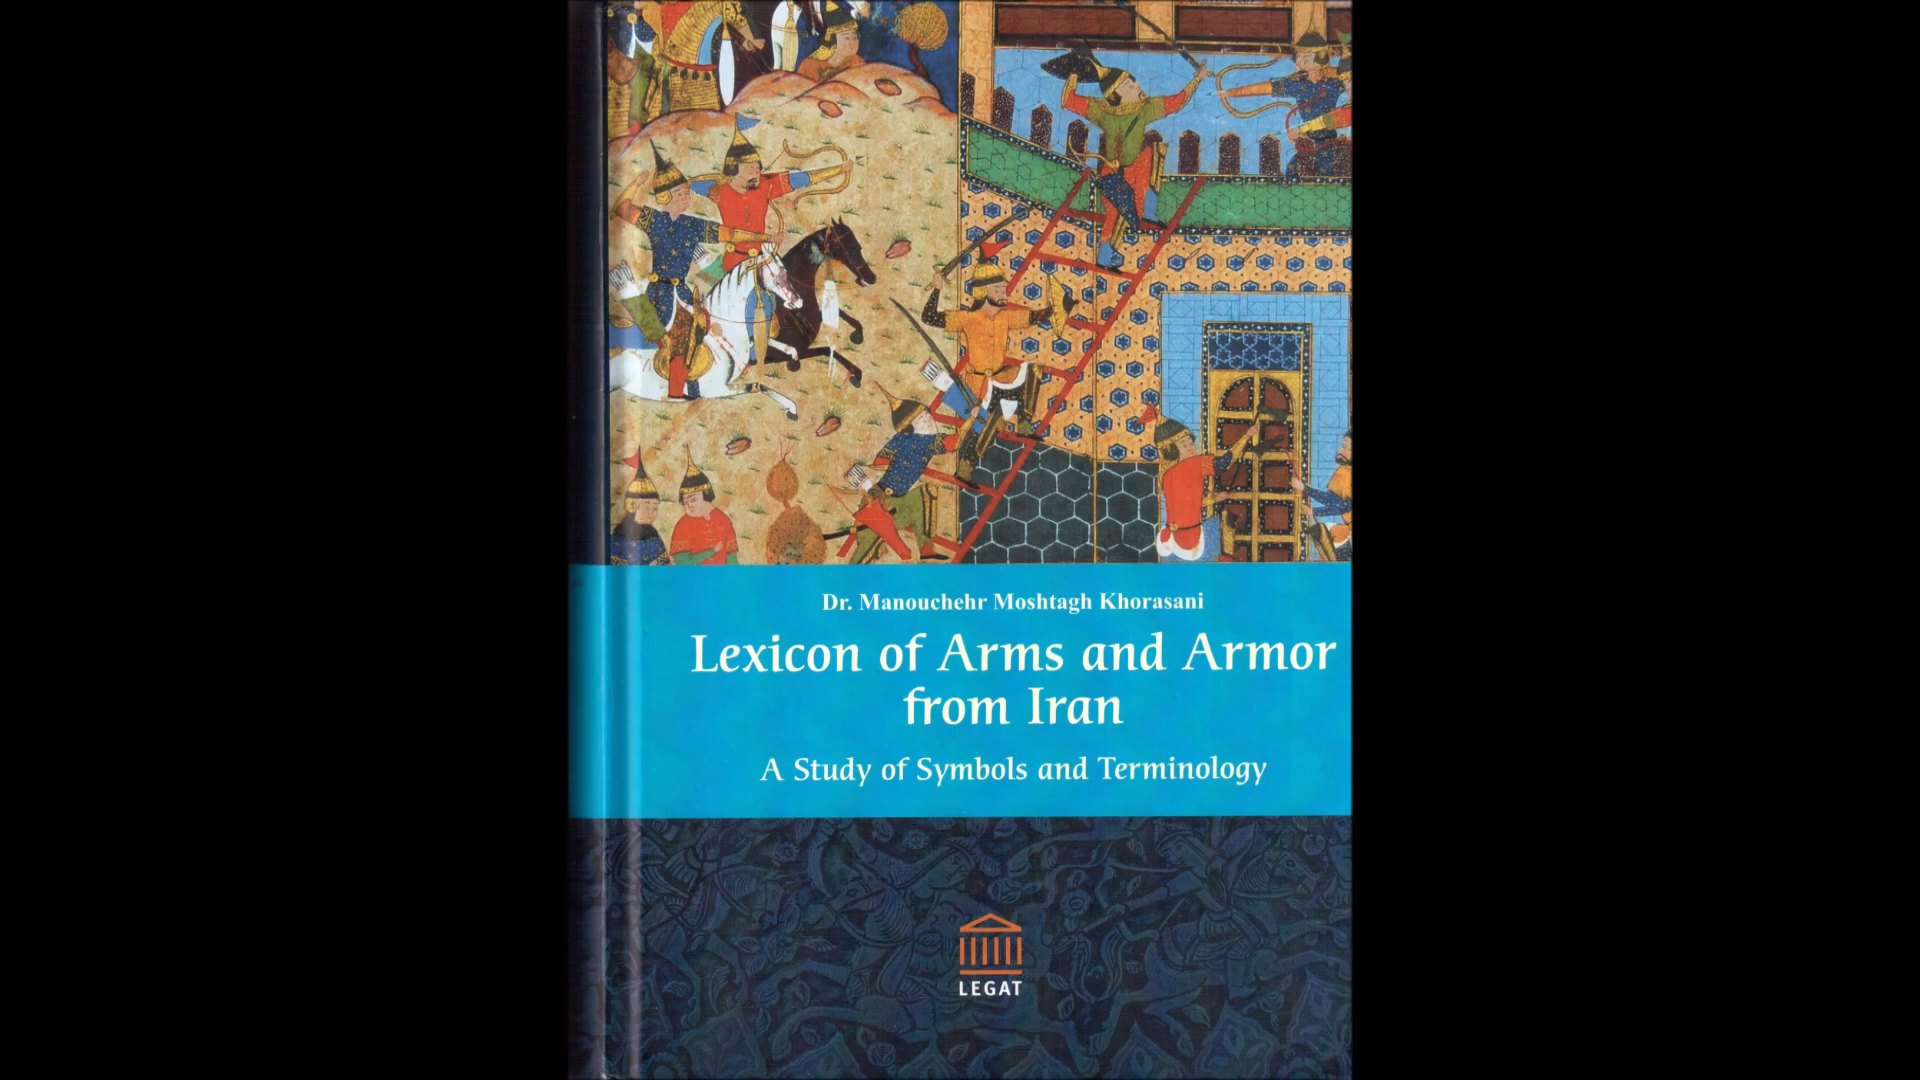 Dr. Manouchehr Moshtagh Khorasani
Lexicon of Arms and Armor
from Iran
A Study of Symbols and Terminology
LEGAT